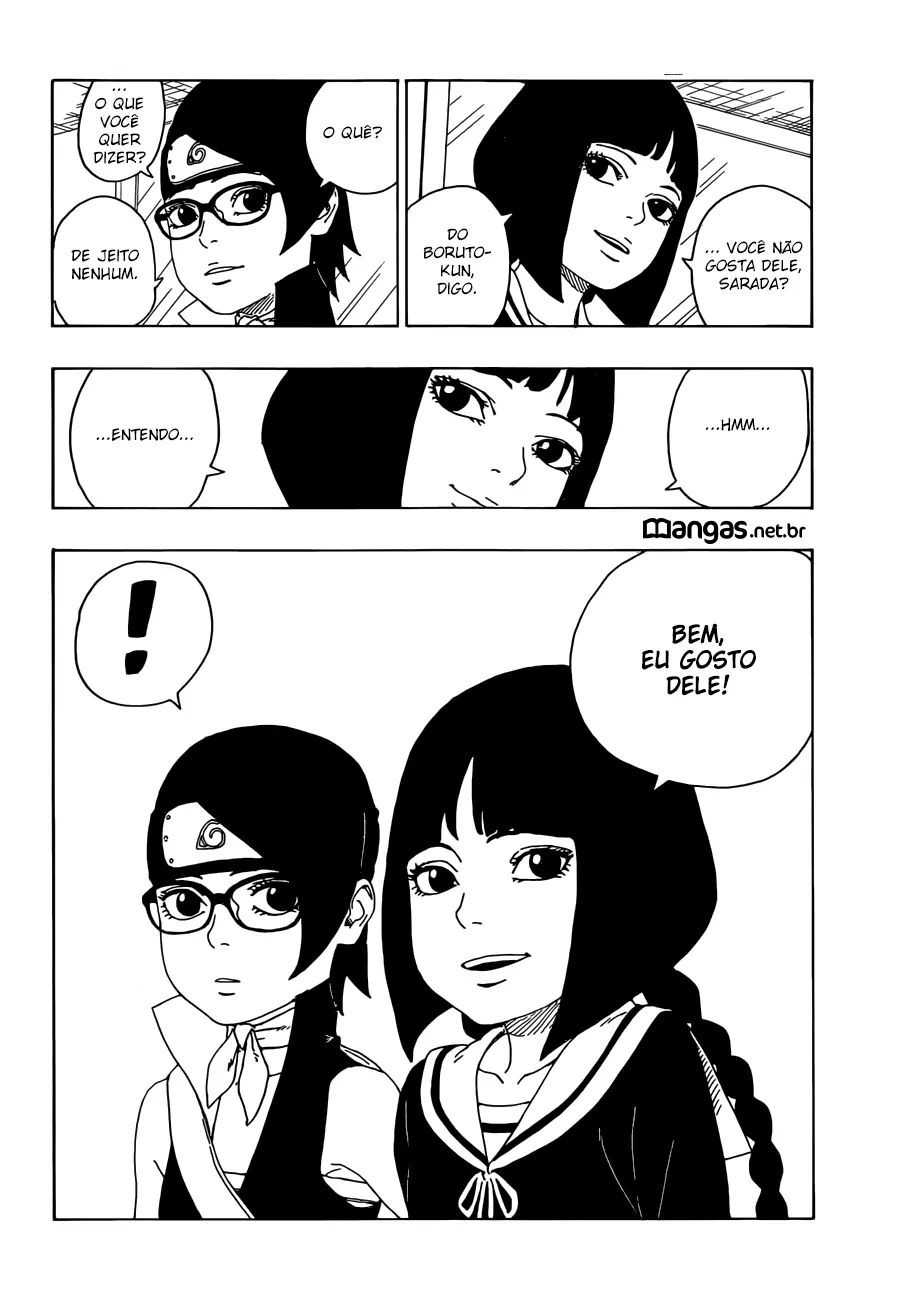 ... VOCÊ NÃO
GOSTA DELE,
SARADA?
DO
BORUTO-
KUN,
DIGO.
O QUÊ?
...
O QUE
VOCÊ
QUER
DIZER?
DE JEITO
NENHUM.
...HMM...
...ENTENDO...
mangas.net.br
BEM,
EU GOSTO
DELE!
!